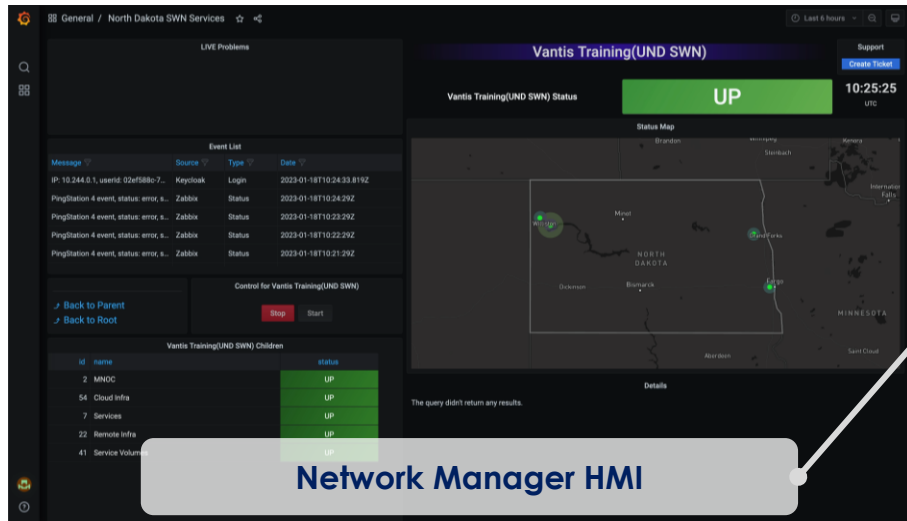 General / North Dakota SWN Services
Last 6 hours
LIVE Problems
Vantis Training(UND SWN)
Support
Create Ticket
Vantis Training(UND SWN) Status
UP
10:25:25
UTC
Status Map
Event List
Message Source Type Date
IP: 10.244.0.1, userid: 02ef588c-7... Keycloak Login 2023-01-18T10:24:33.819Z
PingStation 4 event, status: error, s... Zabbix Status 2023-01-18T10:24:29Z
PingStation 4 event, status: error, s... Zabbix Status 2023-01-18T10:23:29Z
PingStation 4 event, status: error, s... Zabbix Status 2023-01-18T10:22:29Z
PingStation 4 event, status: error, s... Zabbix Status 2023-01-18T10:21:29Z
Brandon
Winnipeg
Steinbach
Kenora
International
Falls
Minot
Williston
Grand Forks
NORTH
DAKOTA
Dickinson
Bismarck
Fargo
MINNESOTA
Aberdeen
Saint Cloud
Back to Parent
Back to Root
Control for Vantis Training(UND SWN)
Stop Start
Vantis Training(UND SWN) Children
id name status
2 MNOC UP
54 Cloud Infra UP
7 Services UP
22 Remote Infra UP
41 Service Volumes UP
Details
The query didn't return any results.
Network Manager HMI